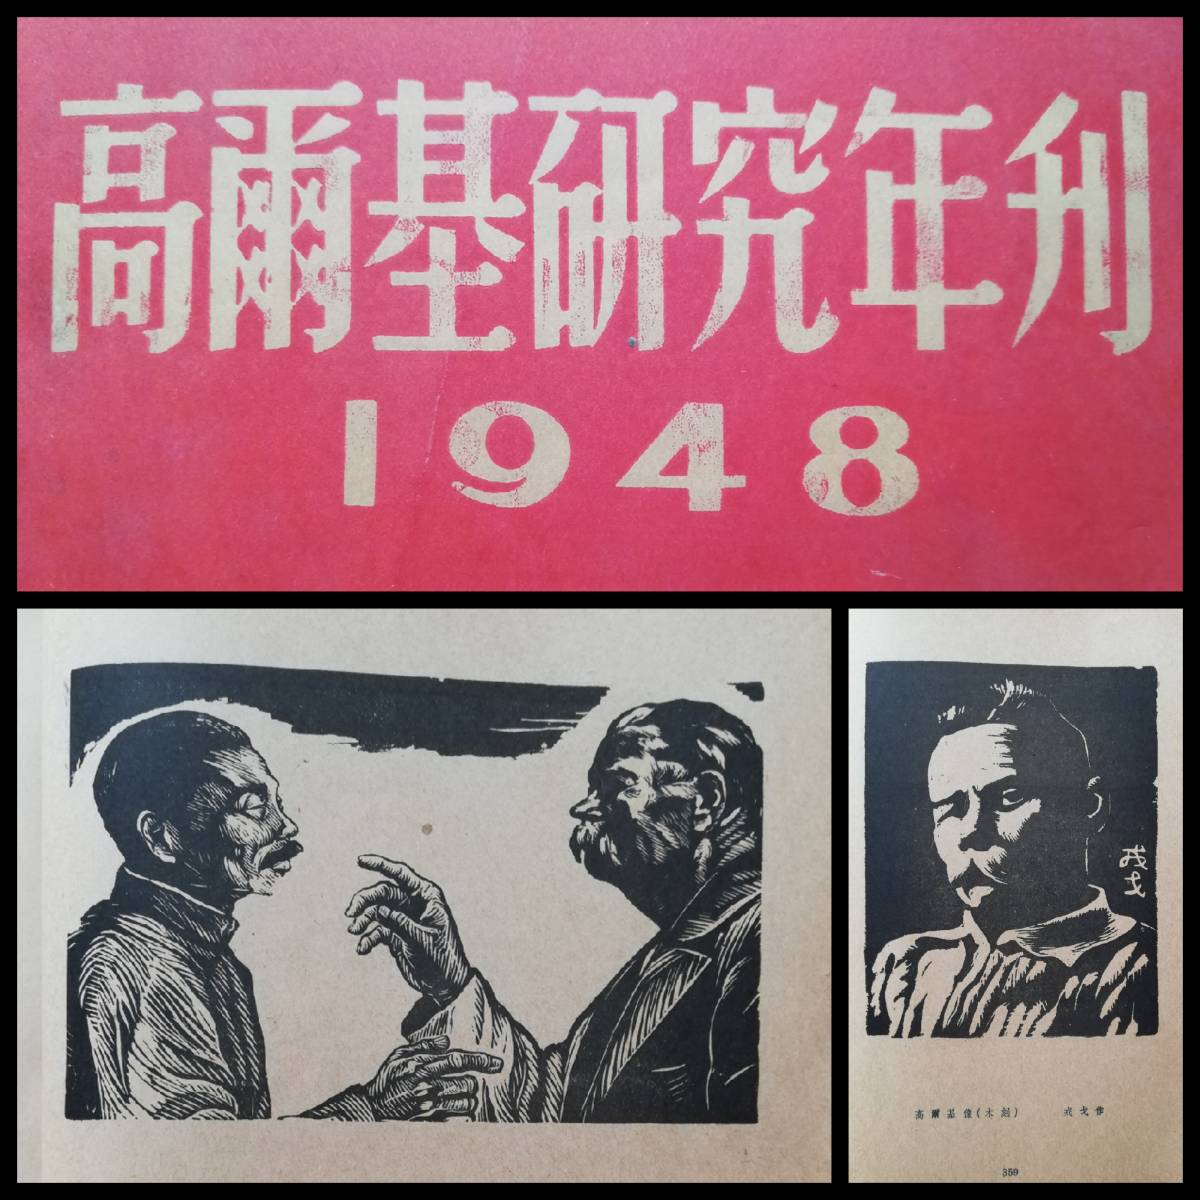 高爾基研究年刊
1948
戎戈
高爾基像(木刻) 戎戈作
359